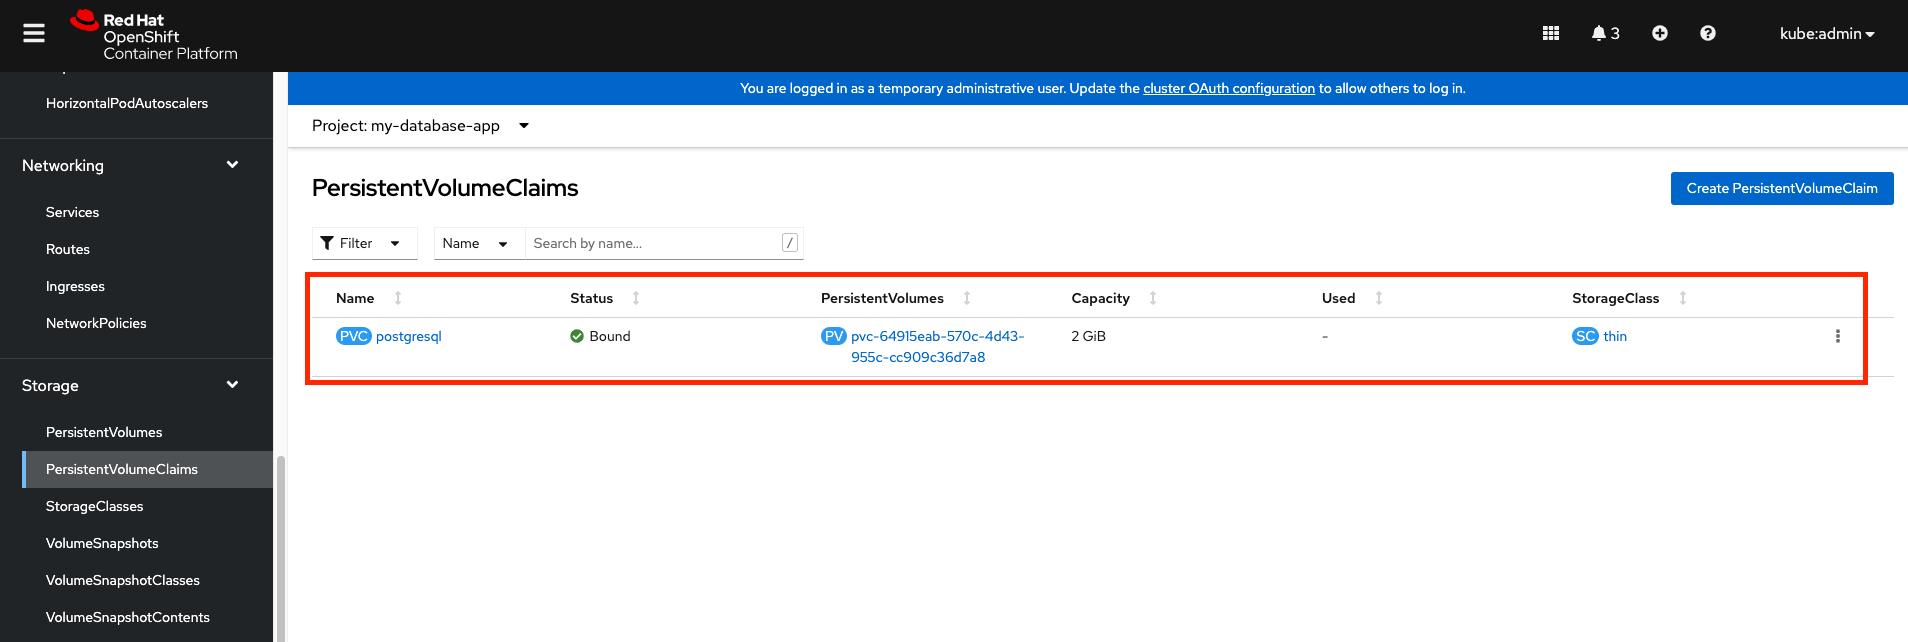 Red Hat
OpenShift
Container Platform
3
kube:admin
HorizontalPodAutoscalers
Networking
Services
Routes
Ingresses
NetworkPolicies
Storage
PersistentVolumes
PersistentVolumeClaims
StorageClasses
VolumeSnapshots
VolumeSnapshotClasses
VolumeSnapshotContents
You are logged in as a temporary administrative user. Update the cluster OAuth configuration to allow others to log in.
Project: my-database-app
PersistentVolumeClaims
Create PersistentVolumeClaim
Filter Name Search by name... /
Name Status PersistentVolumes Capacity Used StorageClass
PVC postgresql Bound PV pvc-64915eab-570c-4d43- 2 GiB - SC thin
955c-cc909c36d7a8